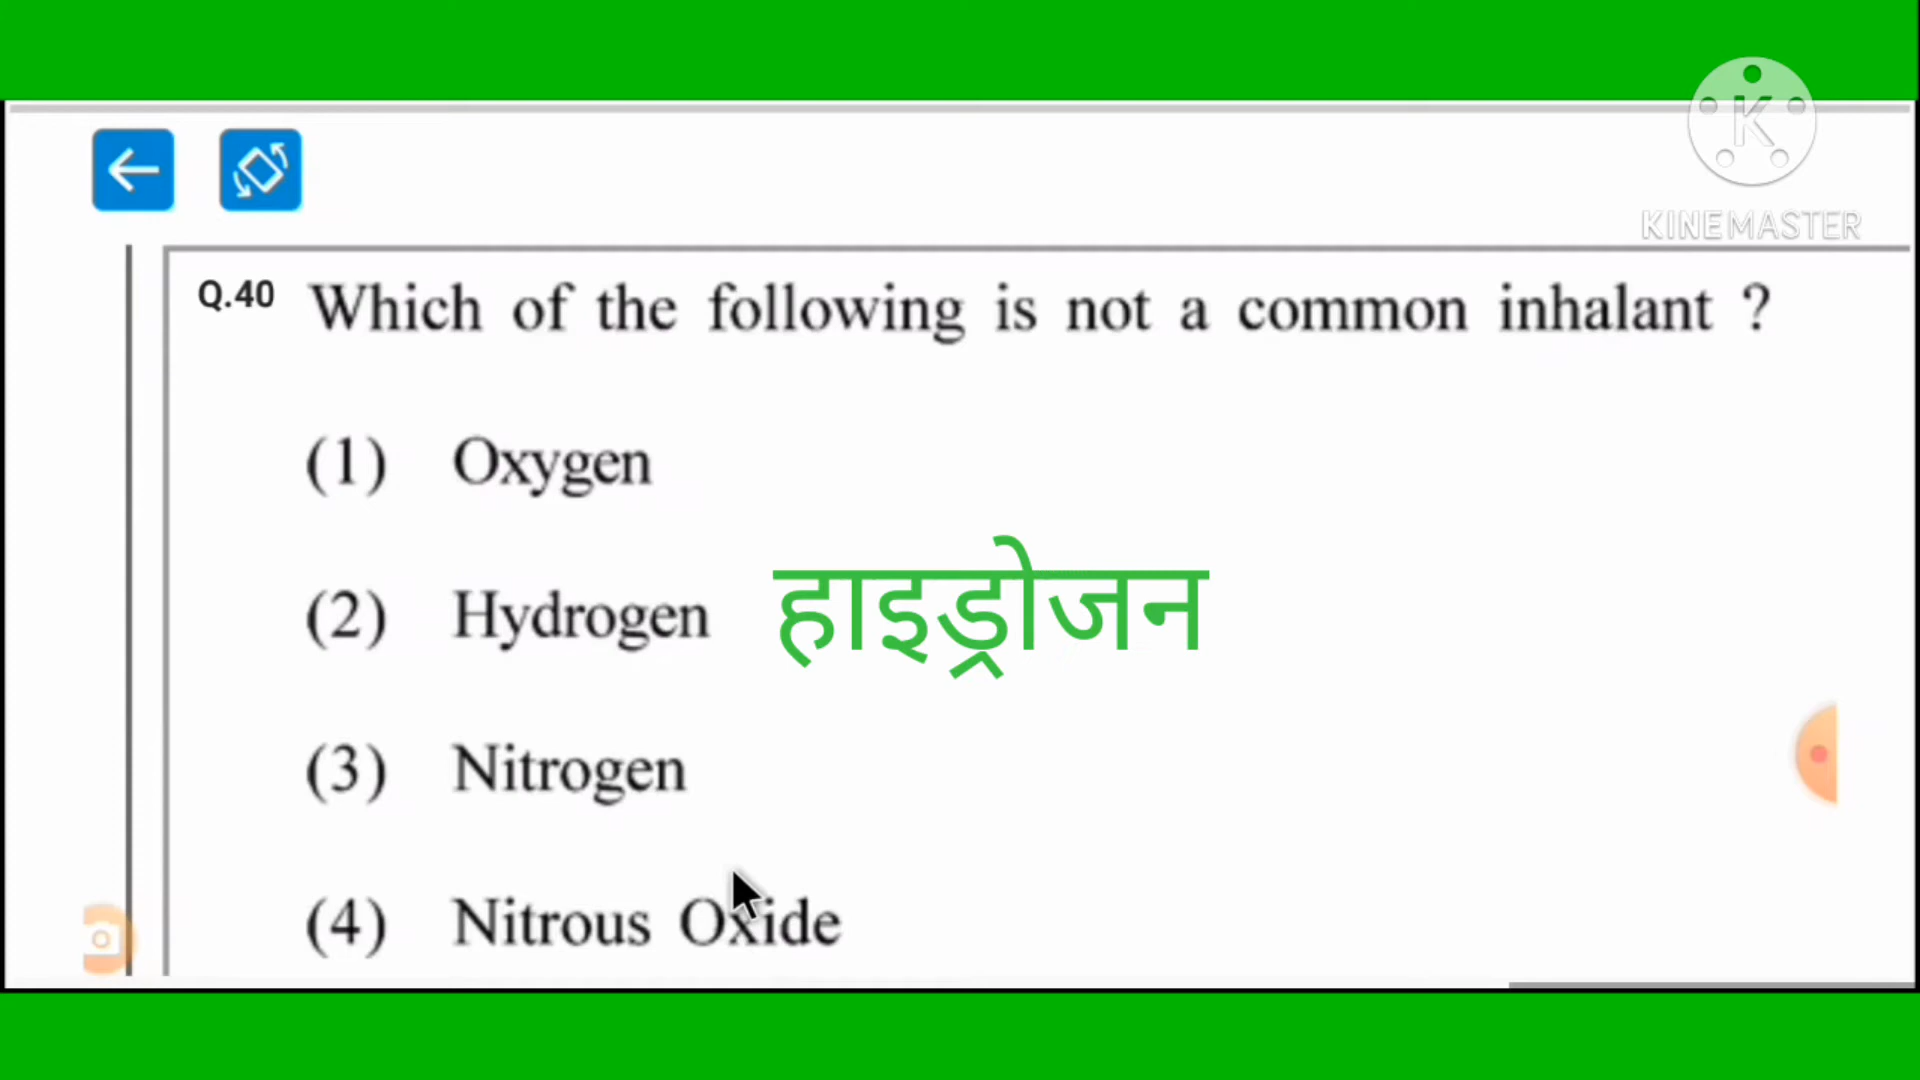 K
KINEMASTER
Q.40 Which of the following is not a common inhalant ?
(1) Oxygen
(2) Hydrogen हाइड्रोजन
(3) Nitrogen
(4) Nitrous Oxide